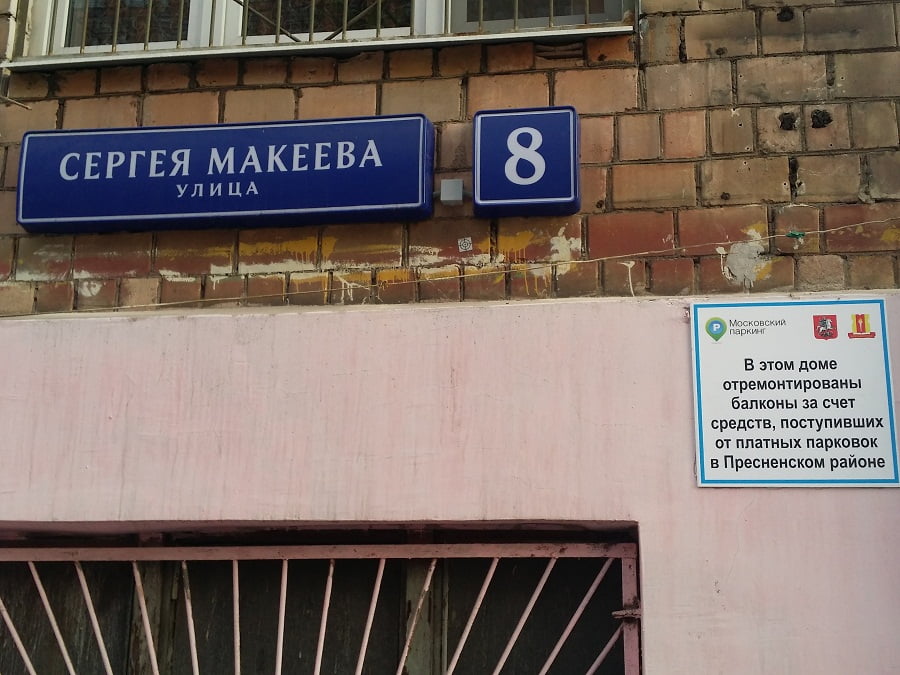 СЕРГЕЯ МАКЕЕВА
УЛИЦА
8
P
Московский
паркинг
В этом доме
отремонтированы
балконы за счет
средств, поступивших
от платных парковок
в Пресненском районе